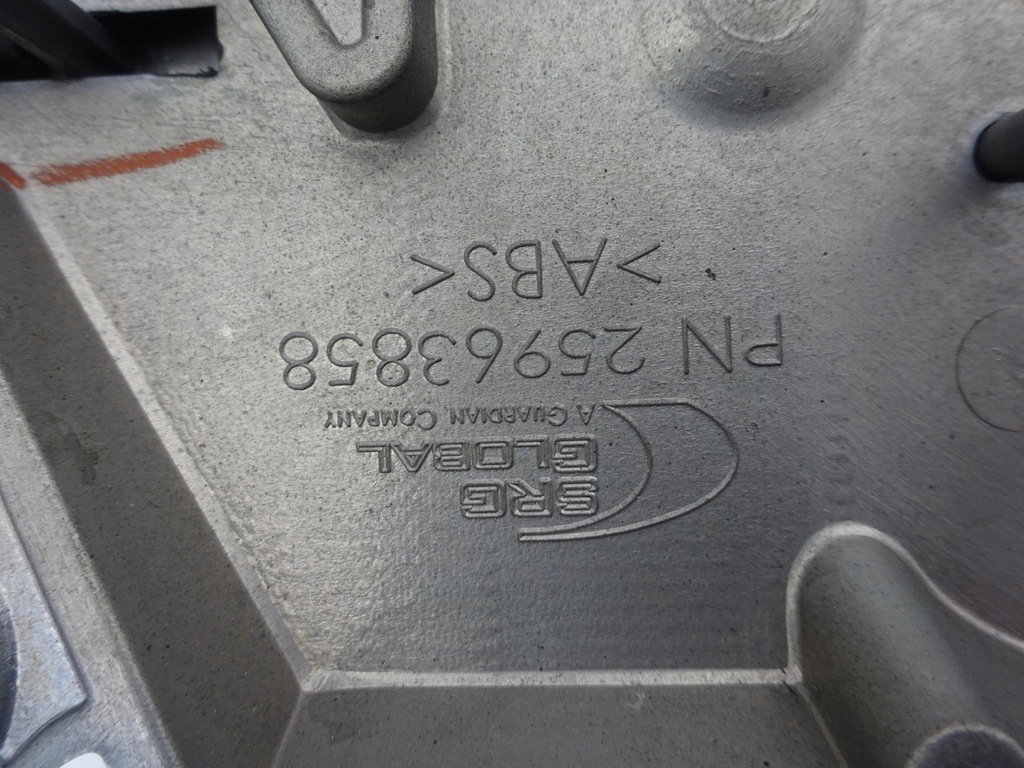 SRG
GLOBAL
A GUARDIAN COMPANY
PN 25963858
>ABS<